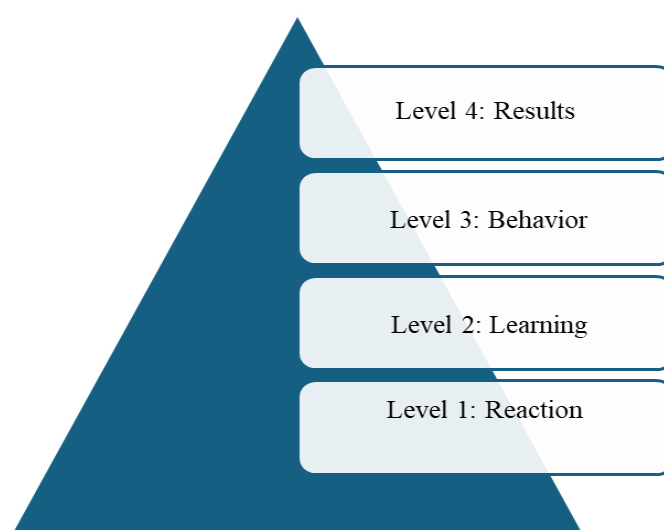 Level 4: Results
Level 3: Behavior
Level 2: Learning
Level 1: Reaction